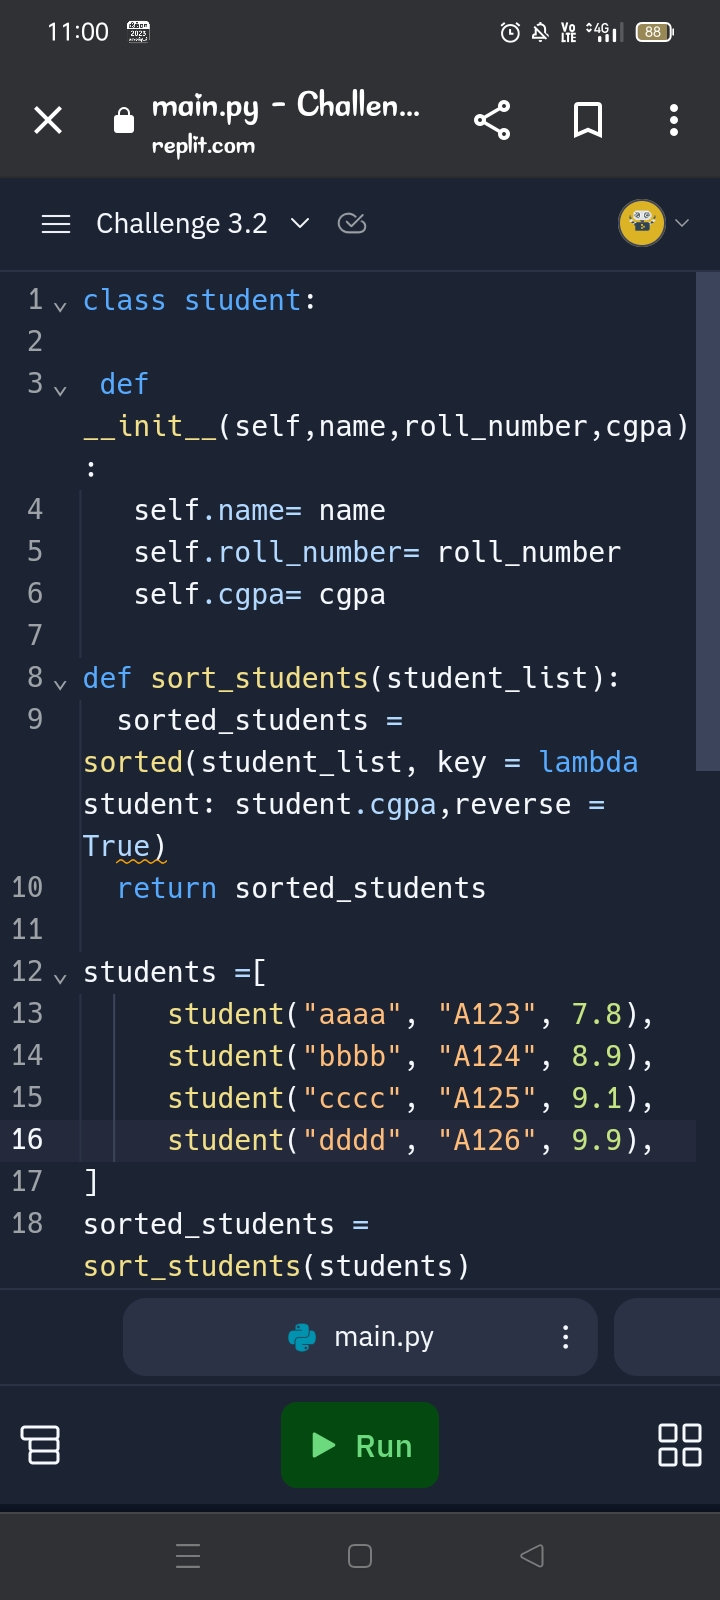 11:00
Vo LTE 4G 88
main.py - Challen...
replit.com
Challenge 3.2
1 class student:
2
3 def
__init__(self,name,roll_number,cgpa)
:
4 self.name= name
5 self.roll_number= roll_number
6 self.cgpa= cgpa
7
8 def sort_students(student_list):
9 sorted_students =
sorted(student_list, key = lambda
student: student.cgpa,reverse =
True)
10 return sorted_students
11
12 students =[
13 student("aaaa", "A123", 7.8),
14 student("bbbb", "A124", 8.9),
15 student("cccc", "A125", 9.1),
16 student("dddd", "A126", 9.9),
17 ]
18 sorted_students =
sort_students(students)
main.py
Run